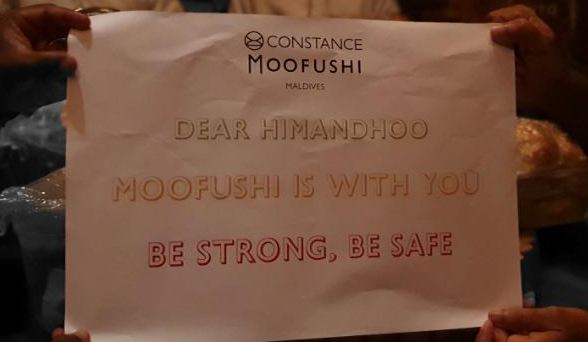 CONSTANCE
MOOFUSHI
MALDIVES
DEAR HIMANDHOO
MOOFUSHI IS WITH YOU
BE STRONG, BE SAFE